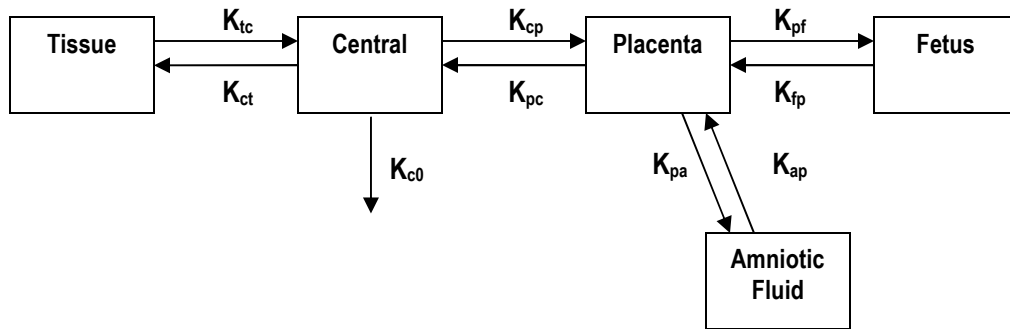 Tissue
K_tc
Central
K_cp
Placenta
K_pf
Fetus
K_ct
K_pc
K_fp
K_c0
K_pa
K_ap
Amniotic
Fluid